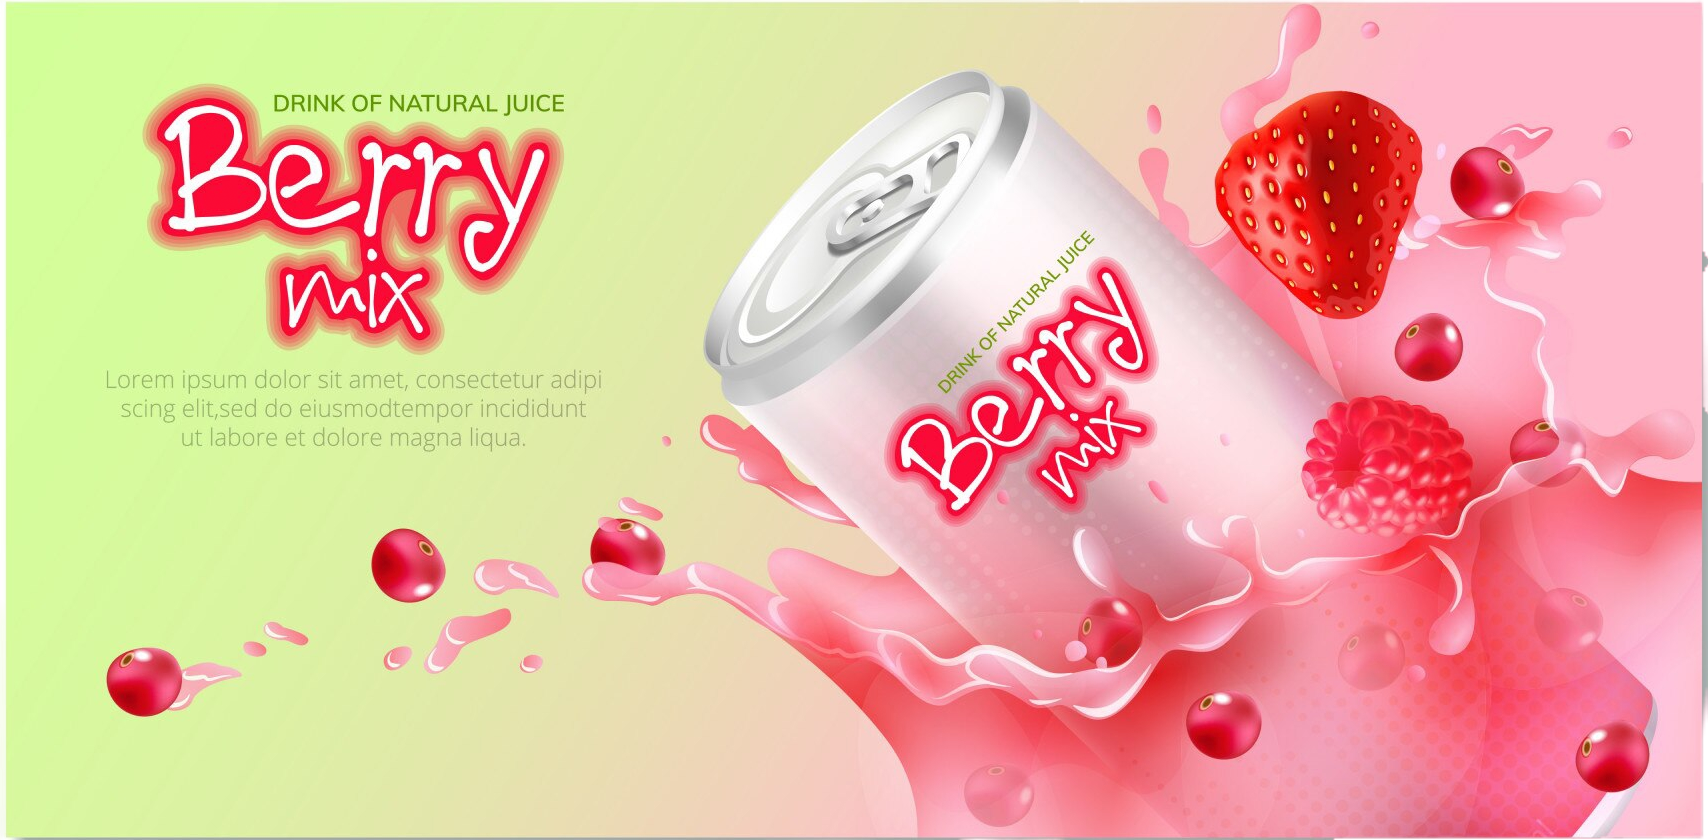 DRINK OF NATURAL JUICE
Berry
mix
Lorem ipsum dolor sit amet, consectetur adipi
scing elit,sed do eiusmodtempor incididunt
ut labore et dolore magna liqua.
DRINK OF NATURAL JUICE
Berry
mix